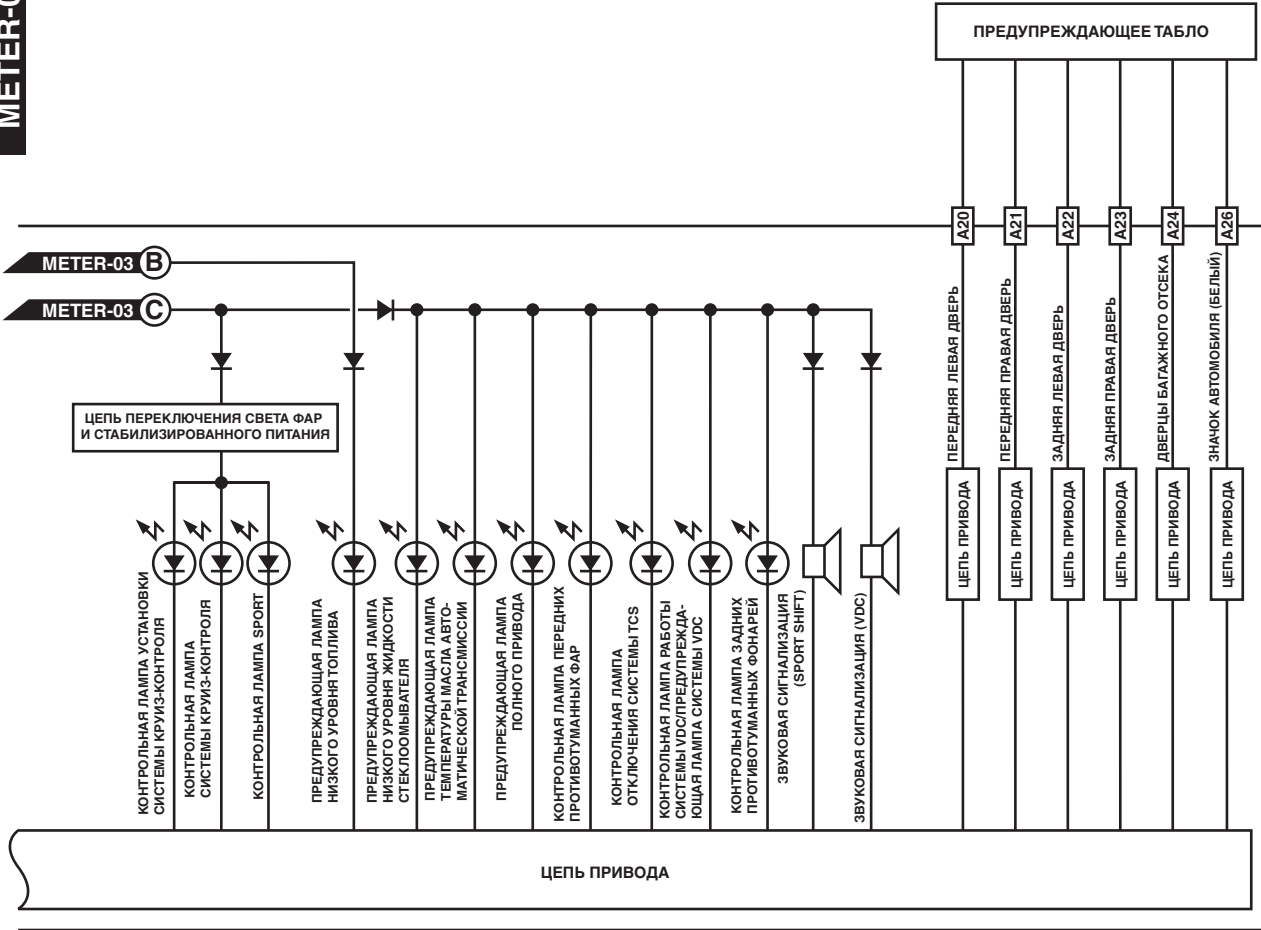 METER-0
ПРЕДУПРЕЖДАЮЩЕЕ ТАБЛО
A20
A21
A22
A23
A24
A26
METER-03 B
METER-03 C
ПЕРЕДНЯЯ ЛЕВАЯ ДВЕРЬ
ПЕРЕДНЯЯ ПРАВАЯ ДВЕРЬ
ЗАДНЯЯ ЛЕВАЯ ДВЕРЬ
ЗАДНЯЯ ПРАВАЯ ДВЕРЬ
ДВЕРЦЫ БАГАЖНОГО ОТСЕКА
ЗНАЧОК АВТОМОБИЛЯ (БЕЛЫЙ)
ЦЕПЬ ПЕРЕКЛЮЧЕНИЯ СВЕТА ФАР
И СТАБИЛИЗИРОВАННОГО ПИТАНИЯ
ЦЕПЬ ПРИВОДА
ЦЕПЬ ПРИВОДА
ЦЕПЬ ПРИВОДА
ЦЕПЬ ПРИВОДА
ЦЕПЬ ПРИВОДА
ЦЕПЬ ПРИВОДА
КОНТРОЛЬНАЯ ЛАМПА УСТАНОВКИ
СИСТЕМЫ КРУИЗ-КОНТРОЛЯ
КОНТРОЛЬНАЯ ЛАМПА
СИСТЕМЫ КРУИЗ-КОНТРОЛЯ
КОНТРОЛЬНАЯ ЛАМПА SPORT
ПРЕДУПРЕЖДАЮЩАЯ ЛАМПА
НИЗКОГО УРОВНЯ ТОПЛИВА
ПРЕДУПРЕЖДАЮЩАЯ ЛАМПА
НИЗКОГО УРОВНЯ ЖИДКОСТИ
СТЕКЛООМЫВАТЕЛЯ
ПРЕДУПРЕЖДАЮЩАЯ ЛАМПА
ТЕМПЕРАТУРЫ МАСЛА АВТО-
МАТИЧЕСКОЙ ТРАНСМИССИИ
ПРЕДУПРЕЖДАЮЩАЯ ЛАМПА
ПОЛНОГО ПРИВОДА
КОНТРОЛЬНАЯ ЛАМПА ПЕРЕДНИХ
ПРОТИВОТУМАННЫХ ФАР
КОНТРОЛЬНАЯ ЛАМПА
ОТКЛЮЧЕНИЯ СИСТЕМЫ TCS
КОНТРОЛЬНАЯ ЛАМПА РАБОТЫ
СИСТЕМЫ VDC/ПРЕДУПРЕЖДА-
ЮЩАЯ ЛАМПА СИСТЕМЫ VDC
КОНТРОЛЬНАЯ ЛАМПА ЗАДНИХ
ПРОТИВОТУМАННЫХ ФОНАРЕЙ
ЗВУКОВАЯ СИГНАЛИЗАЦИЯ
(SPORT SHIFT)
ЗВУКОВАЯ СИГНАЛИЗАЦИЯ (VDC)
ЦЕПЬ ПРИВОДА